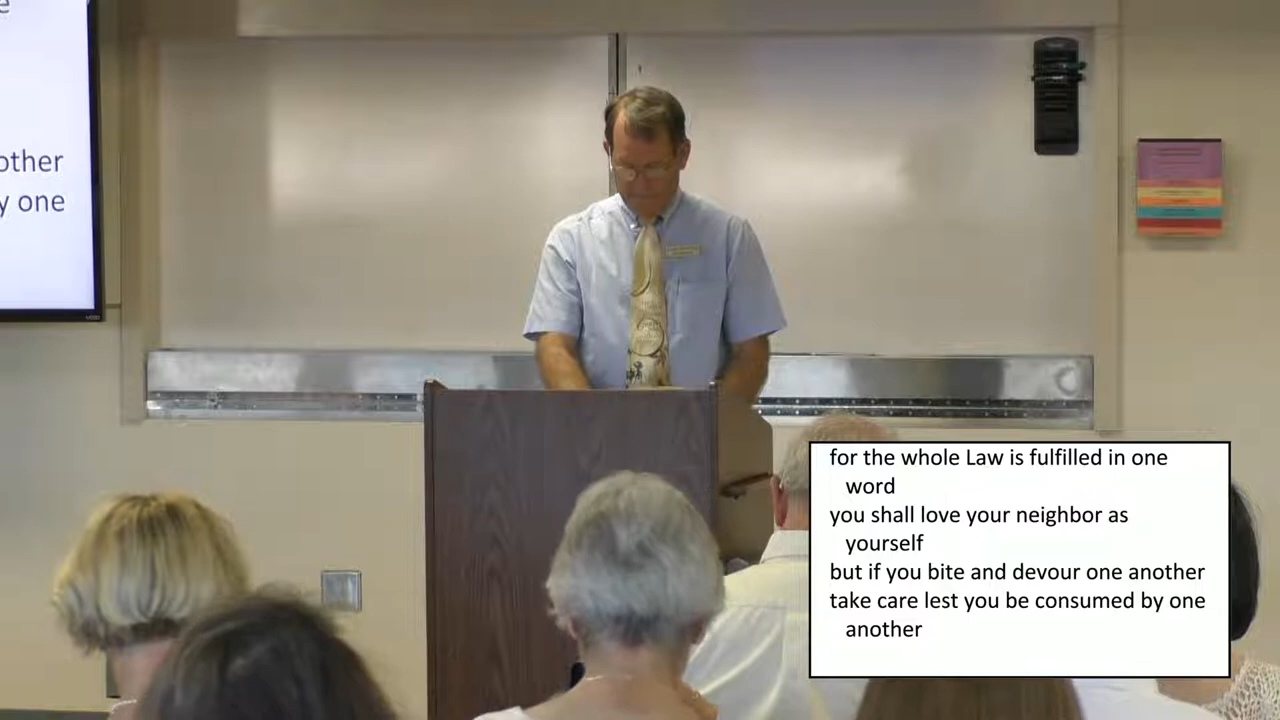 other
y one
for the whole Law is fulfilled in one
word
you shall love your neighbor as
yourself
but if you bite and devour one another
take care lest you be consumed by one
another